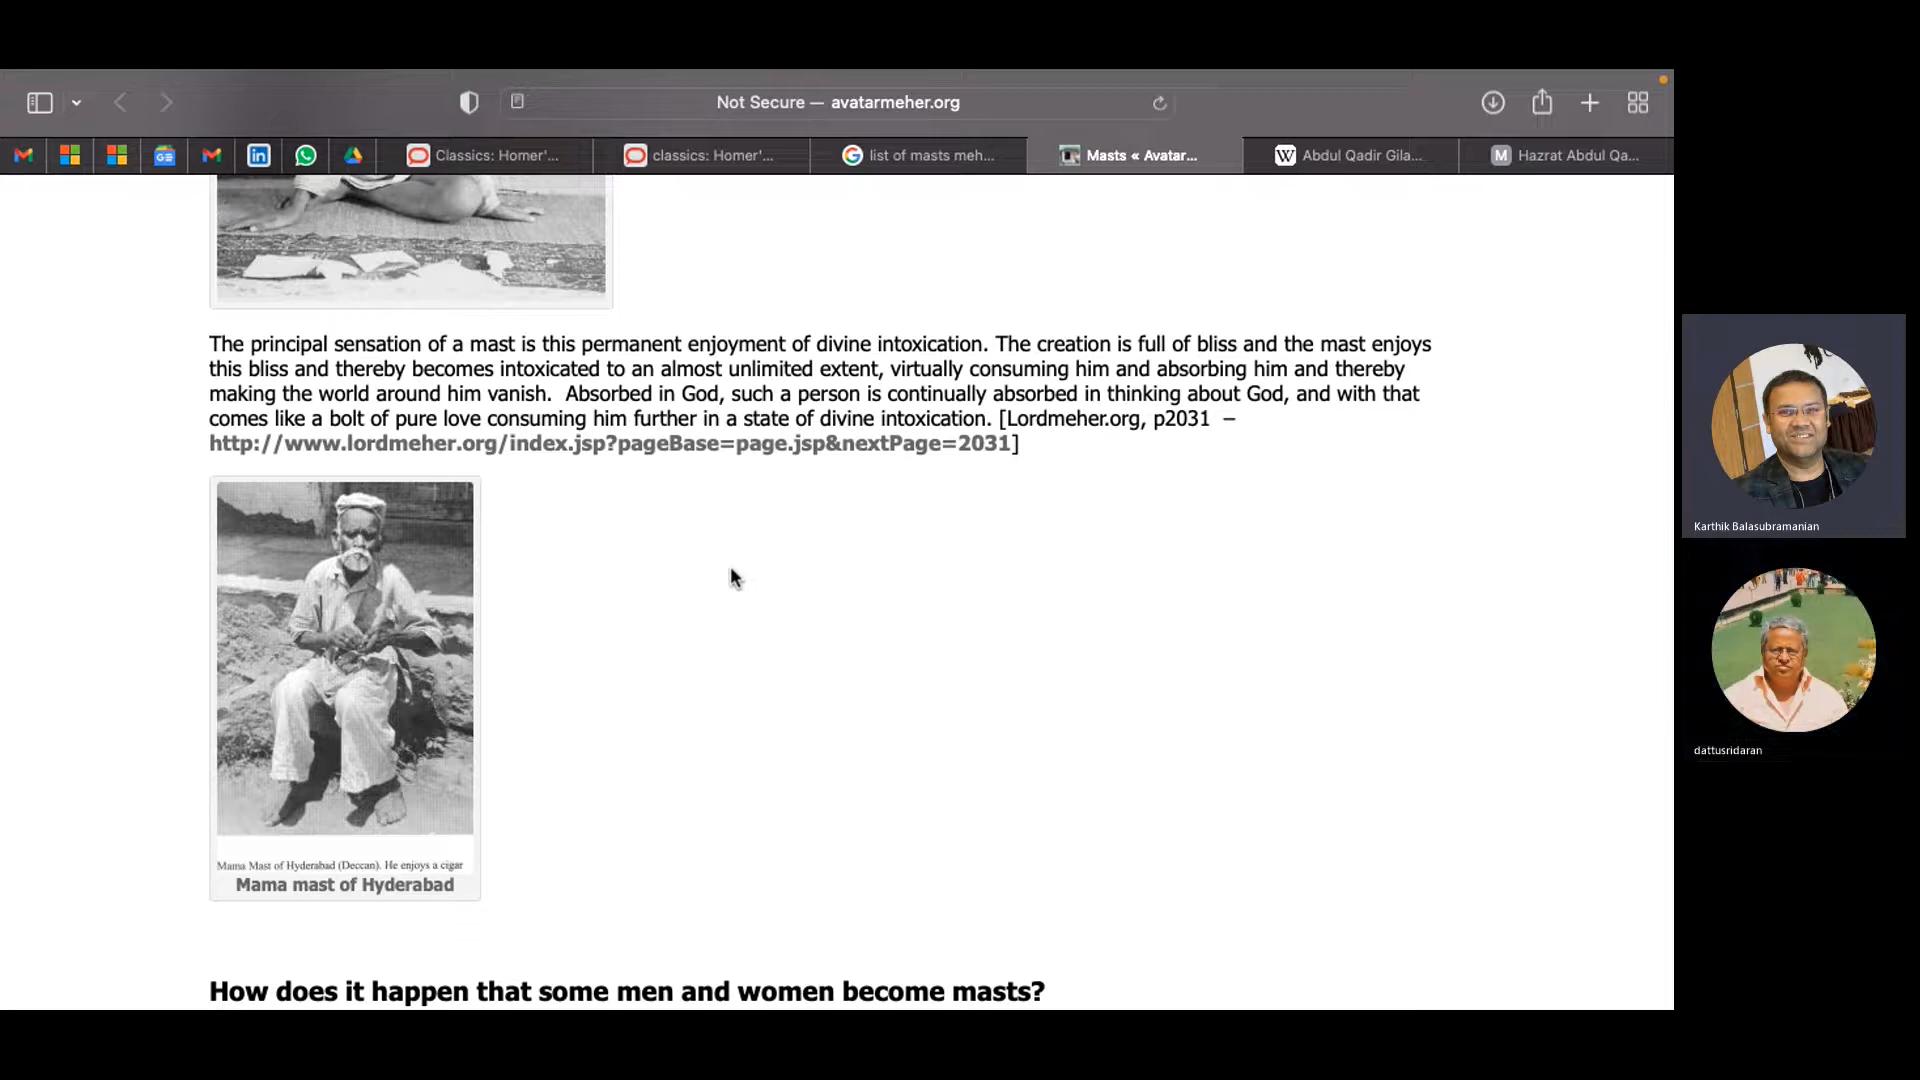 Not Secure — avatarmeher.org
Classics: Homer'...
classics: Homer'...
list of masts meh...
Masts « Avatar...
W
Abdul Qadir Gila...
M
Hazrat Abdul Qa...
The principal sensation of a mast is this permanent enjoyment of divine intoxication. The creation is full of bliss and the mast enjoys
this bliss and thereby becomes intoxicated to an almost unlimited extent, virtually consuming him and absorbing him and thereby
making the world around him vanish. Absorbed in God, such a person is continually absorbed in thinking about God, and with that
comes like a bolt of pure love consuming him further in a state of divine intoxication. [Lordmeher.org, p2031 –
http://www.lordmeher.org/index.jsp?pageBase=page.jsp&nextPage=2031]
Mama Mast of Hyderabad (Deccan). He enjoys a cigar
Mama mast of Hyderabad
How does it happen that some men and women become masts?
Karthik Balasubramanian
dattusridaran